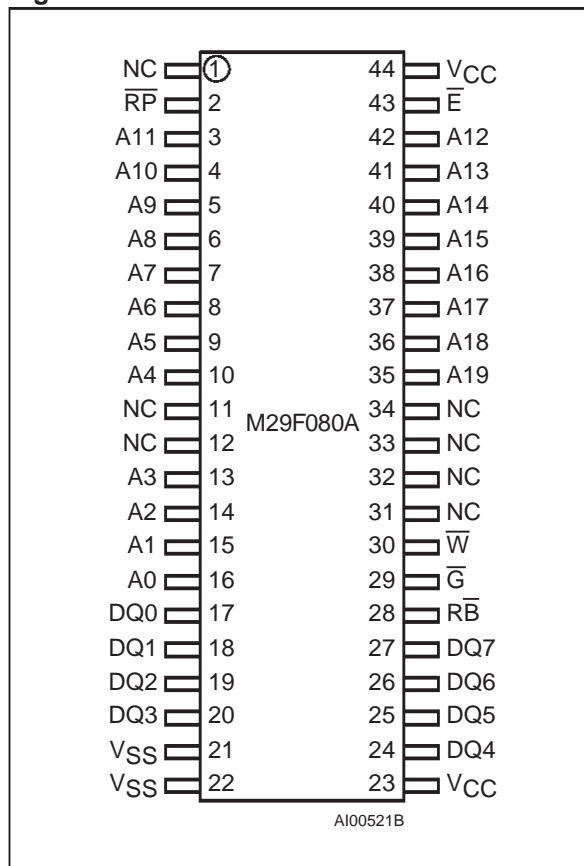 NC 1 44 VCC
R̅P̅ 2 43 E̅
A11 3 42 A12
A10 4 41 A13
A9 5 40 A14
A8 6 39 A15
A7 7 38 A16
A6 8 37 A17
A5 9 36 A18
A4 10 35 A19
NC 11 34 NC
M29F080A
NC 12 33 NC
A3 13 32 NC
A2 14 31 NC
A1 15 30 W̅
A0 16 29 G̅
DQ0 17 28 RB̅
DQ1 18 27 DQ7
DQ2 19 26 DQ6
DQ3 20 25 DQ5
VSS 21 24 DQ4
VSS 22 23 VCC
AI00521B